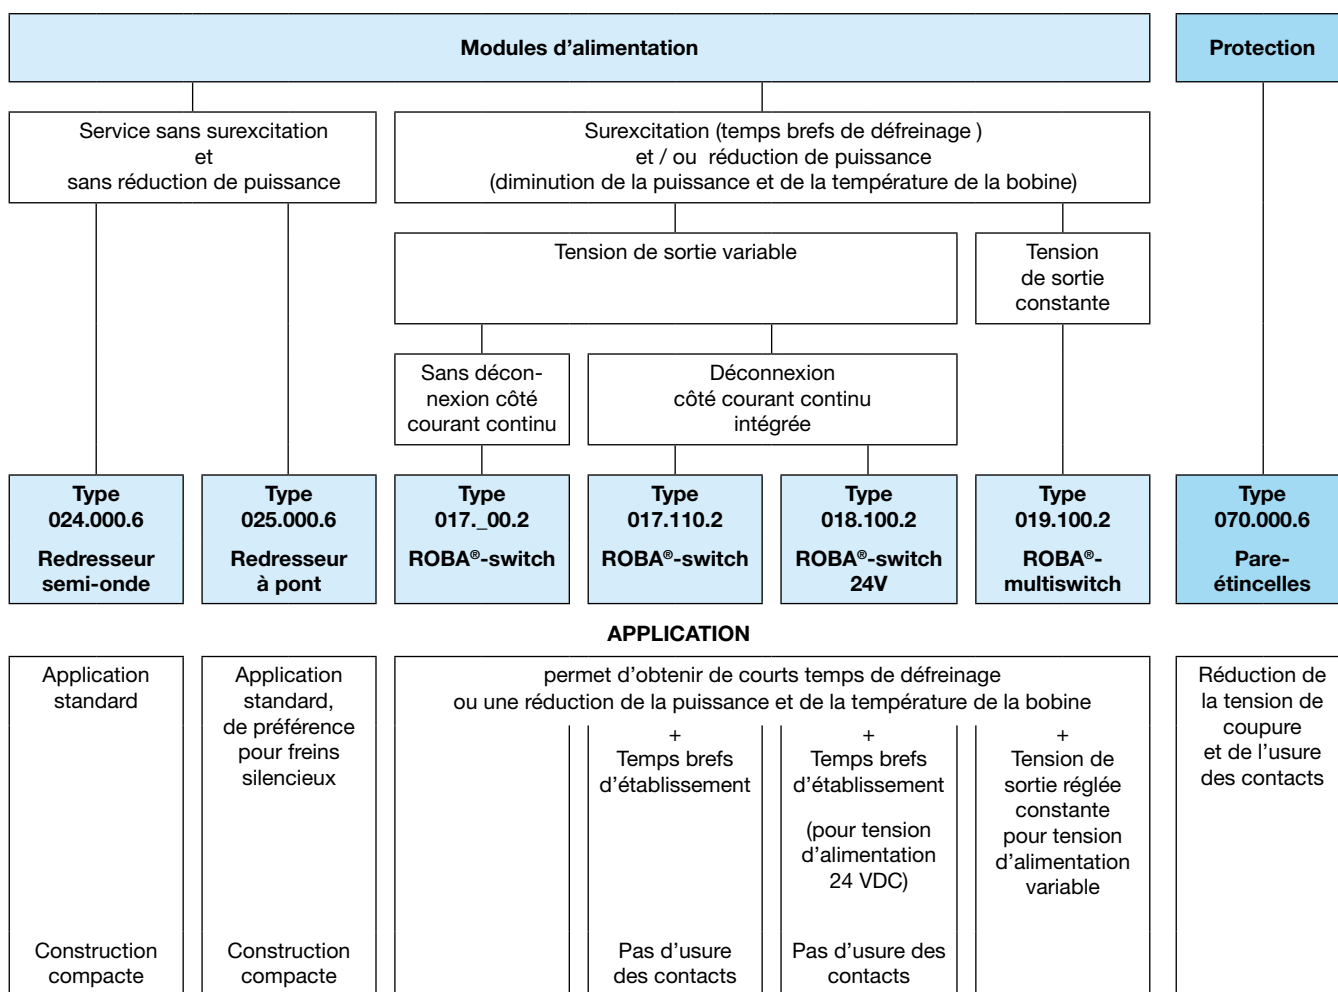 Modules d’alimentation
Protection
Service sans surexcitation
et
sans réduction de puissance
Surexcitation (temps brefs de défreinage )
et / ou réduction de puissance
(diminution de la puissance et de la température de la bobine)
Tension de sortie variable
Tension
de sortie
constante
Sans décon-
nexion côté
courant continu
Déconnexion
côté courant continu
intégrée
Type
024.000.6
Redresseur
semi-onde
Type
025.000.6
Redresseur
à pont
Type
017._00.2
ROBA®-switch
Type
017.110.2
ROBA®-switch
Type
018.100.2
ROBA®-switch
24V
Type
019.100.2
ROBA®-
multiswitch
Type
070.000.6
Pare-
étincelles
APPLICATION
Application
standard
Construction
compacte
Application
standard,
de préférence
pour freins
silencieux
Construction
compacte
permet d’obtenir de courts temps de défreinage
ou une réduction de la puissance et de la température de la bobine
+
Temps brefs
d’établissement
Pas d’usure
des contacts
+
Temps brefs
d’établissement
(pour tension
d’alimentation
24 VDC)
Pas d’usure des
contacts
+
Tension de
sortie réglée
constante
pour tension
d’alimentation
variable
Réduction de
la tension de
coupure
et de l’usure
des contacts